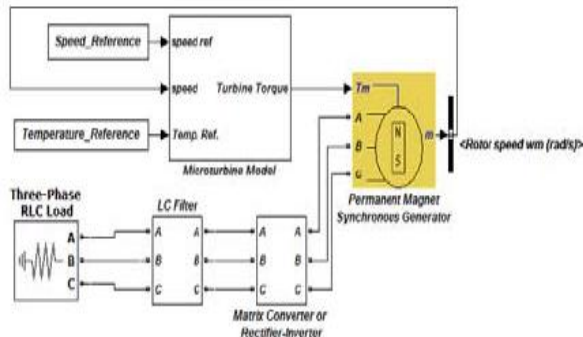 Speed_Reference
speed ref
speed
Turbine Torque
Temperature_Reference
Temp. Ref.
Microturbine Model
Tm
A
B
G
N
S
m
<Rotor speed wm (rad/s)>
Permanent Magnet
Synchronous Generator
Three-Phase
RLC Load
A
B
C
LC Filter
A
B
C
A
B
C
A
B
C
Matrix Converter or
Rectifier-Inverter